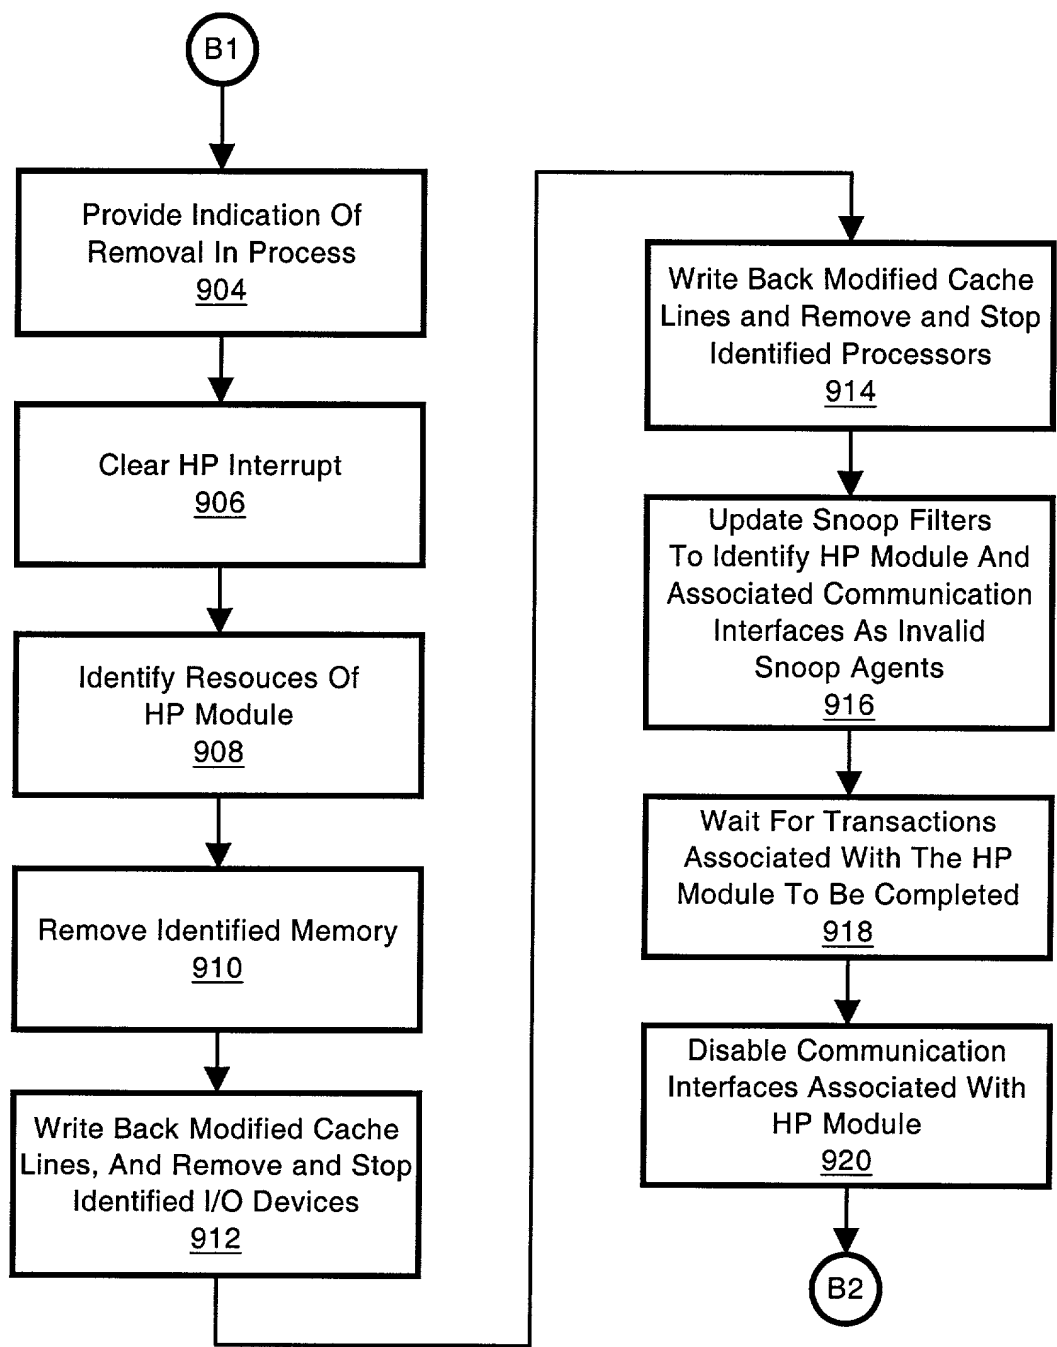 B1
Provide Indication Of
Removal In Process
904
Clear HP Interrupt
906
Identify Resouces Of
HP Module
908
Remove Identified Memory
910
Write Back Modified Cache
Lines, And Remove and Stop
Identified I/O Devices
912
Write Back Modified Cache
Lines and Remove and Stop
Identified Processors
914
Update Snoop Filters
To Identify HP Module And
Associated Communication
Interfaces As Invalid
Snoop Agents
916
Wait For Transactions
Associated With The HP
Module To Be Completed
918
Disable Communication
Interfaces Associated With
HP Module
920
B2